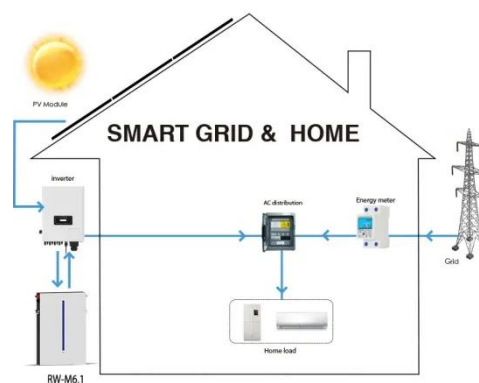 PV Module
SMART GRID & HOME
inverter
AC distribution
Energy meter
Grid
Home load
RW-M6.1